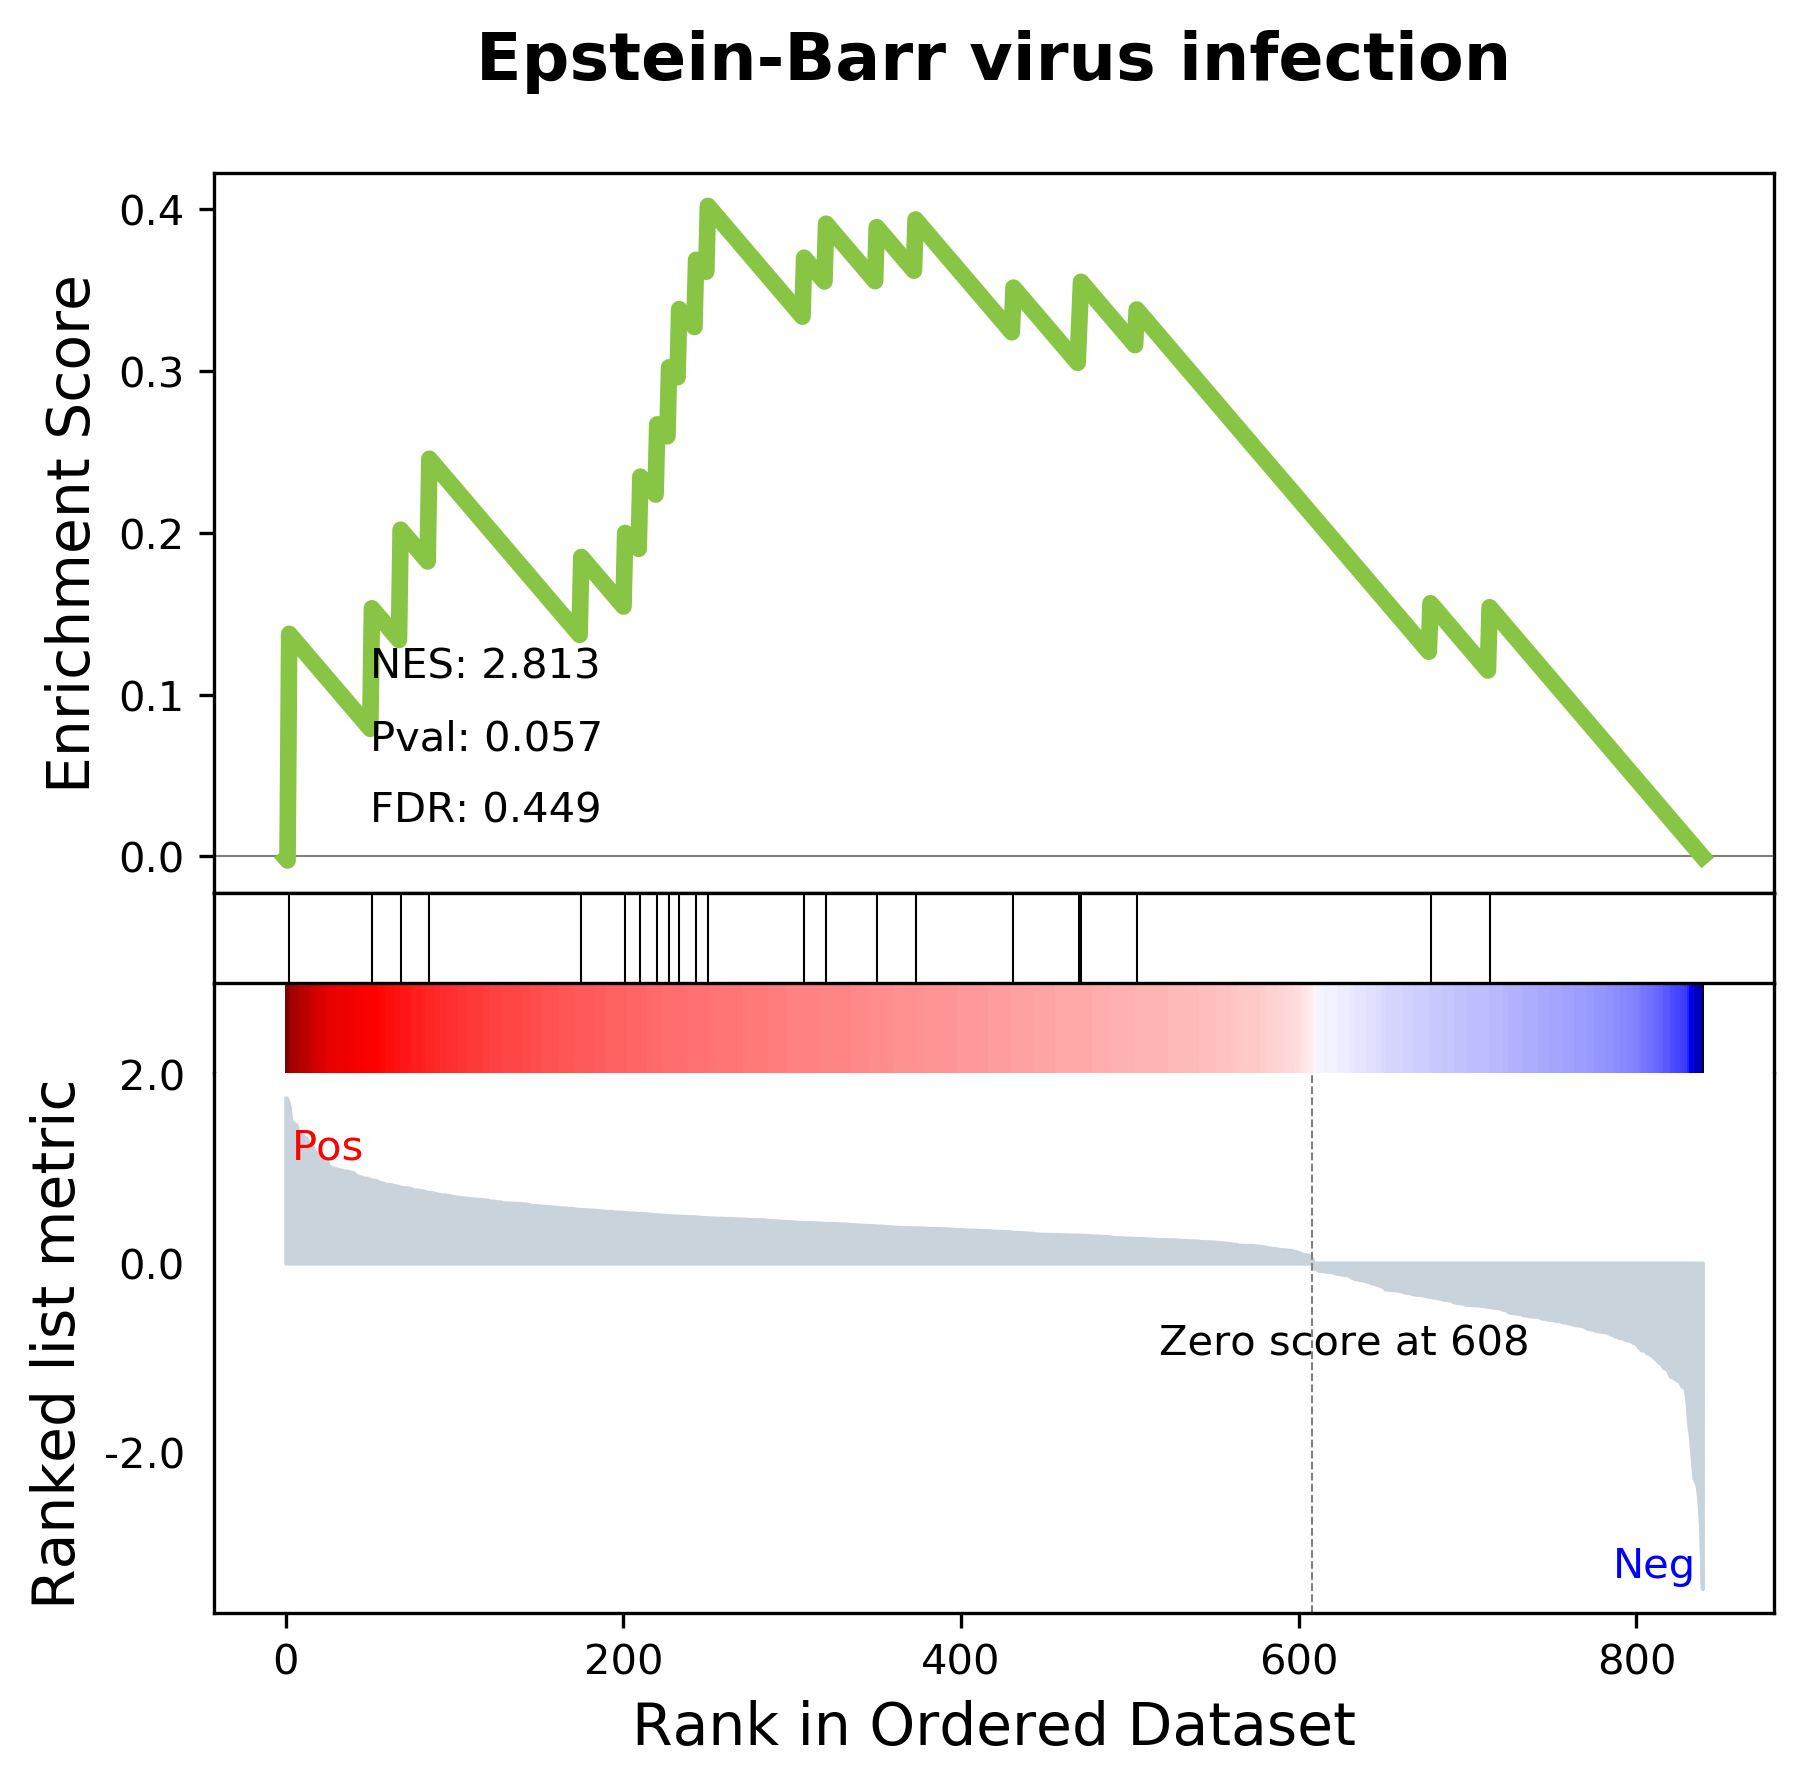 Epstein-Barr virus infection
Enrichment Score
0.4
0.3
0.2
0.1
0.0
NES: 2.813
Pval: 0.057
FDR: 0.449
Ranked list metric
2.0
0.0
-2.0
Pos
Zero score at 608
Neg
0 200 400 600 800
Rank in Ordered Dataset